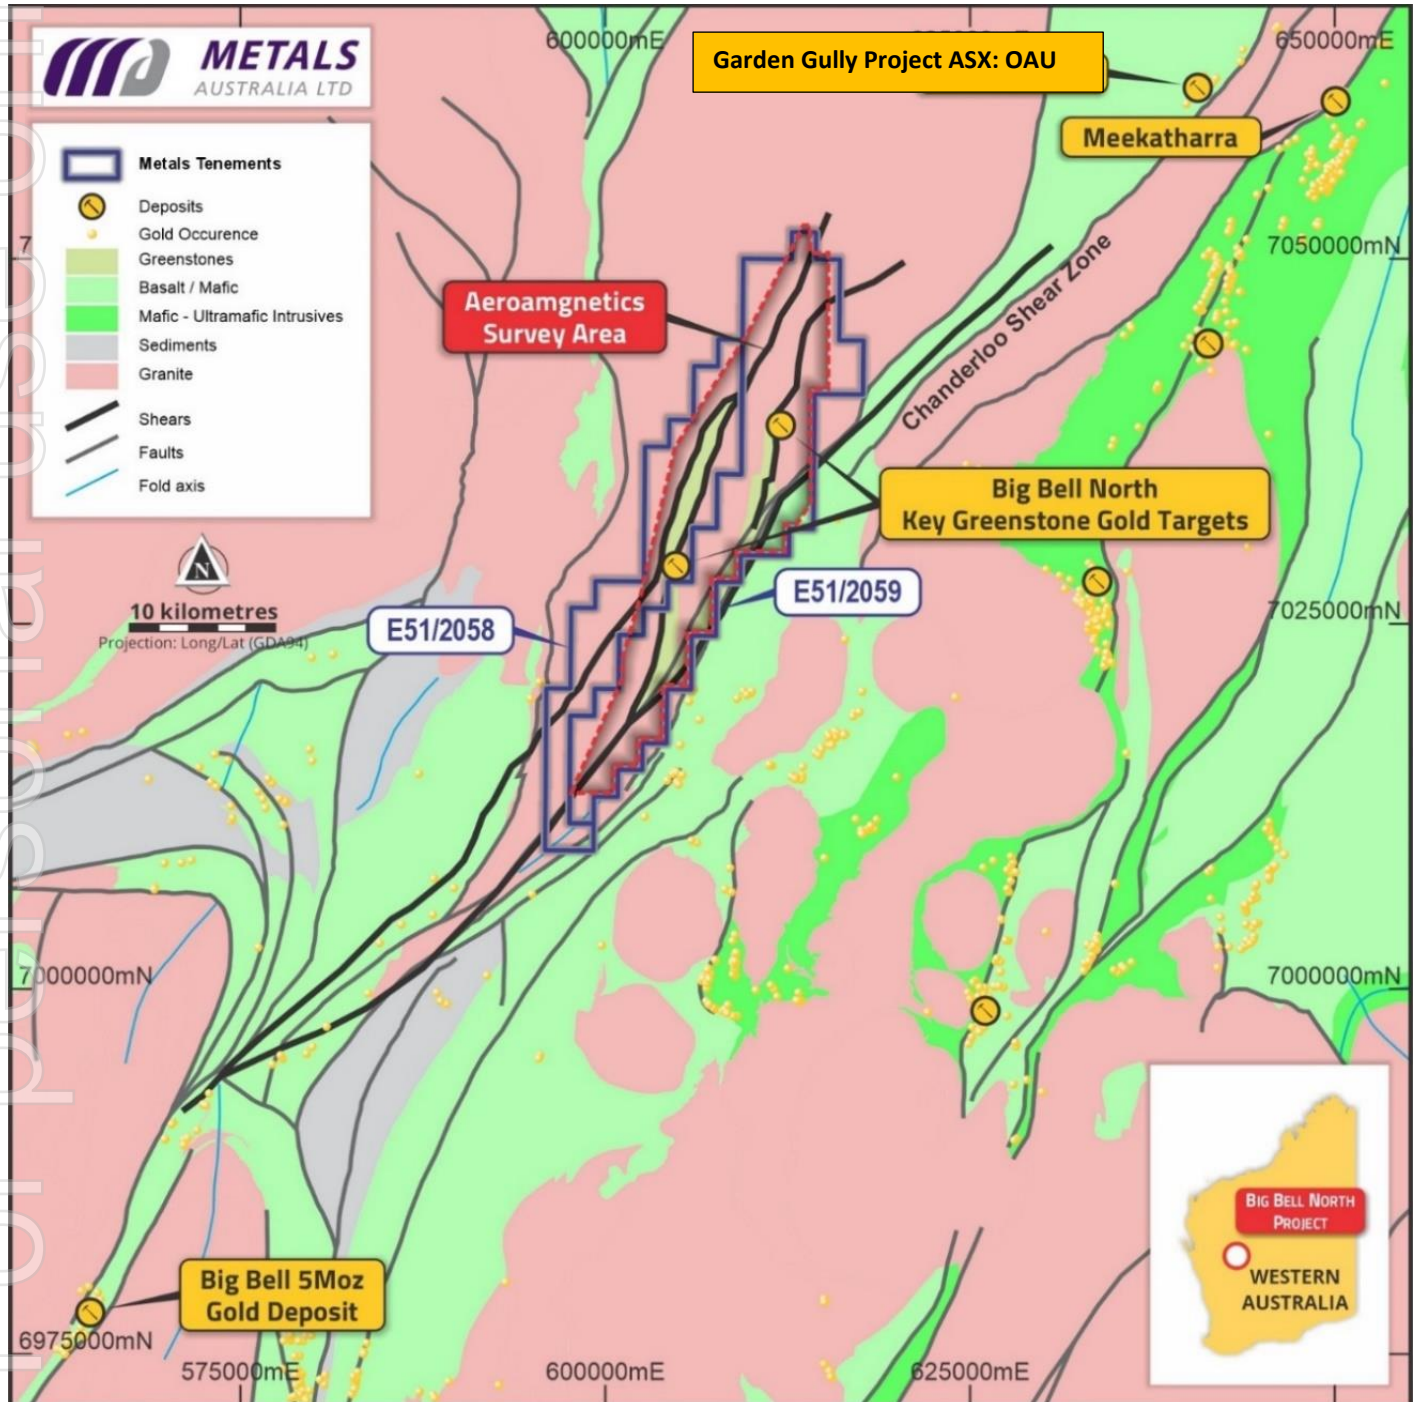 METALS
AUSTRALIA LTD
600000mE
Garden Gully Project ASX: OAU
650000mE
Meekatharra
Metals Tenements
Deposits
Gold Occurence
Greenstones
Basalt / Mafic
Mafic - Ultramafic Intrusives
Sediments
Granite
Shears
Faults
Fold axis
7050000mN
Aeroamgnetics
Survey Area
Chanderloo Shear Zone
Big Bell North
Key Greenstone Gold Targets
N
10 kilometres
Projection: Long/Lat (GDA94)
E51/2058
E51/2059
7025000mN
7000000mN
7000000mN
BIG BELL NORTH
PROJECT
WESTERN
AUSTRALIA
Big Bell 5Moz
Gold Deposit
6975000mN
575000mE
600000mE
625000mE